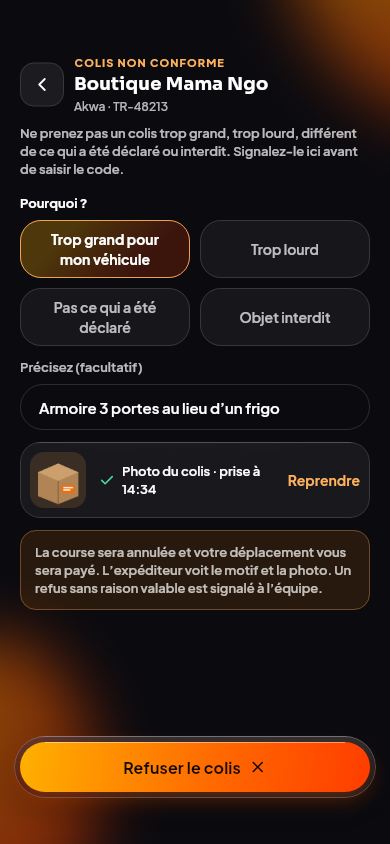 COLIS NON CONFORME
Boutique Mama Ngo
Akwa · TR-48213
Ne prenez pas un colis trop grand, trop lourd, différent
de ce qui a été déclaré ou interdit. Signalez-le ici avant
de saisir le code.
Pourquoi ?
Trop grand pour
mon véhicule
Trop lourd
Pas ce qui a été
déclaré
Objet interdit
Précisez (facultatif)
Armoire 3 portes au lieu d’un frigo
Photo du colis · prise à
14:34
Reprendre
La course sera annulée et votre déplacement vous
sera payé. L’expéditeur voit le motif et la photo. Un
refus sans raison valable est signalé à l’équipe.
Refuser le colis